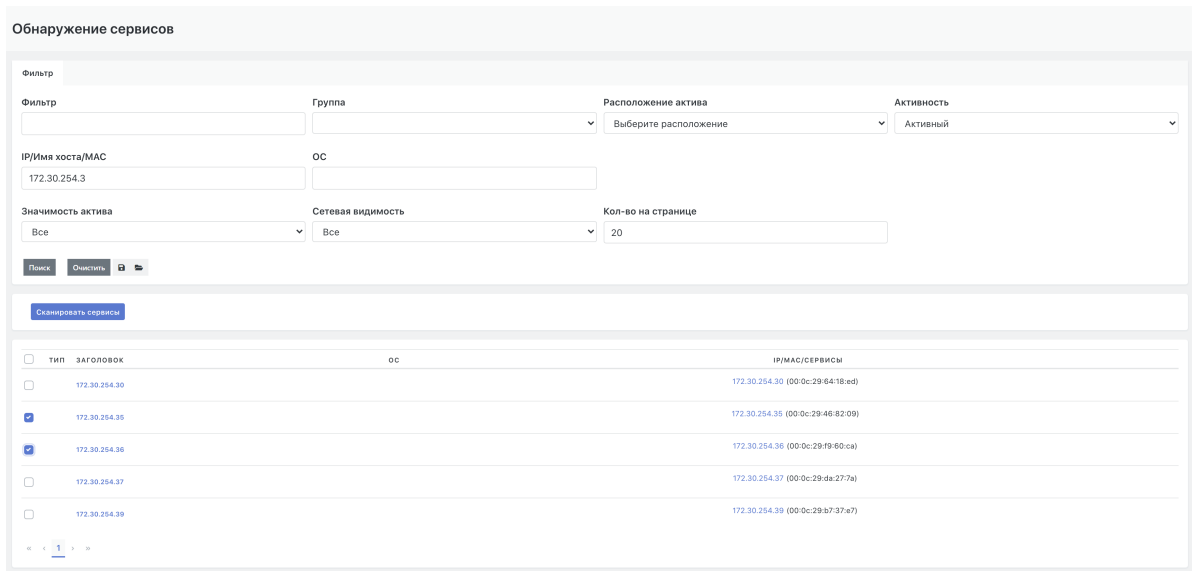 Обнаружение сервисов
Фильтр
Фильтр Группа Расположение актива Активность
Выберите расположение Активный
IP/Имя хоста/MAC ОС
172.30.254.3
Значимость актива Сетевая видимость Кол-во на странице
Все Все 20
Поиск Очистить
Сканировать сервисы
ТИП ЗАГОЛОВОК ОС IP/MAC/СЕРВИСЫ
172.30.254.30 172.30.254.30 (00:0c:29:64:18:ed)
172.30.254.35 172.30.254.35 (00:0c:29:46:82:09)
172.30.254.36 172.30.254.36 (00:0c:29:f9:60:ca)
172.30.254.37 172.30.254.37 (00:0c:29:da:27:7a)
172.30.254.39 172.30.254.39 (00:0c:29:b7:37:e7)
« ‹ 1 › »